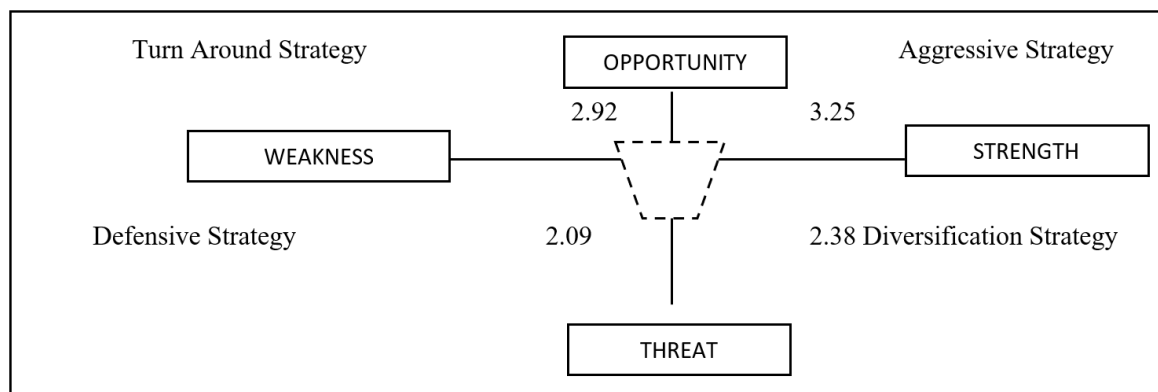 Turn Around Strategy
OPPORTUNITY
Aggressive Strategy
2.92
3.25
WEAKNESS
STRENGTH
Defensive Strategy
2.09
2.38 Diversification Strategy
THREAT